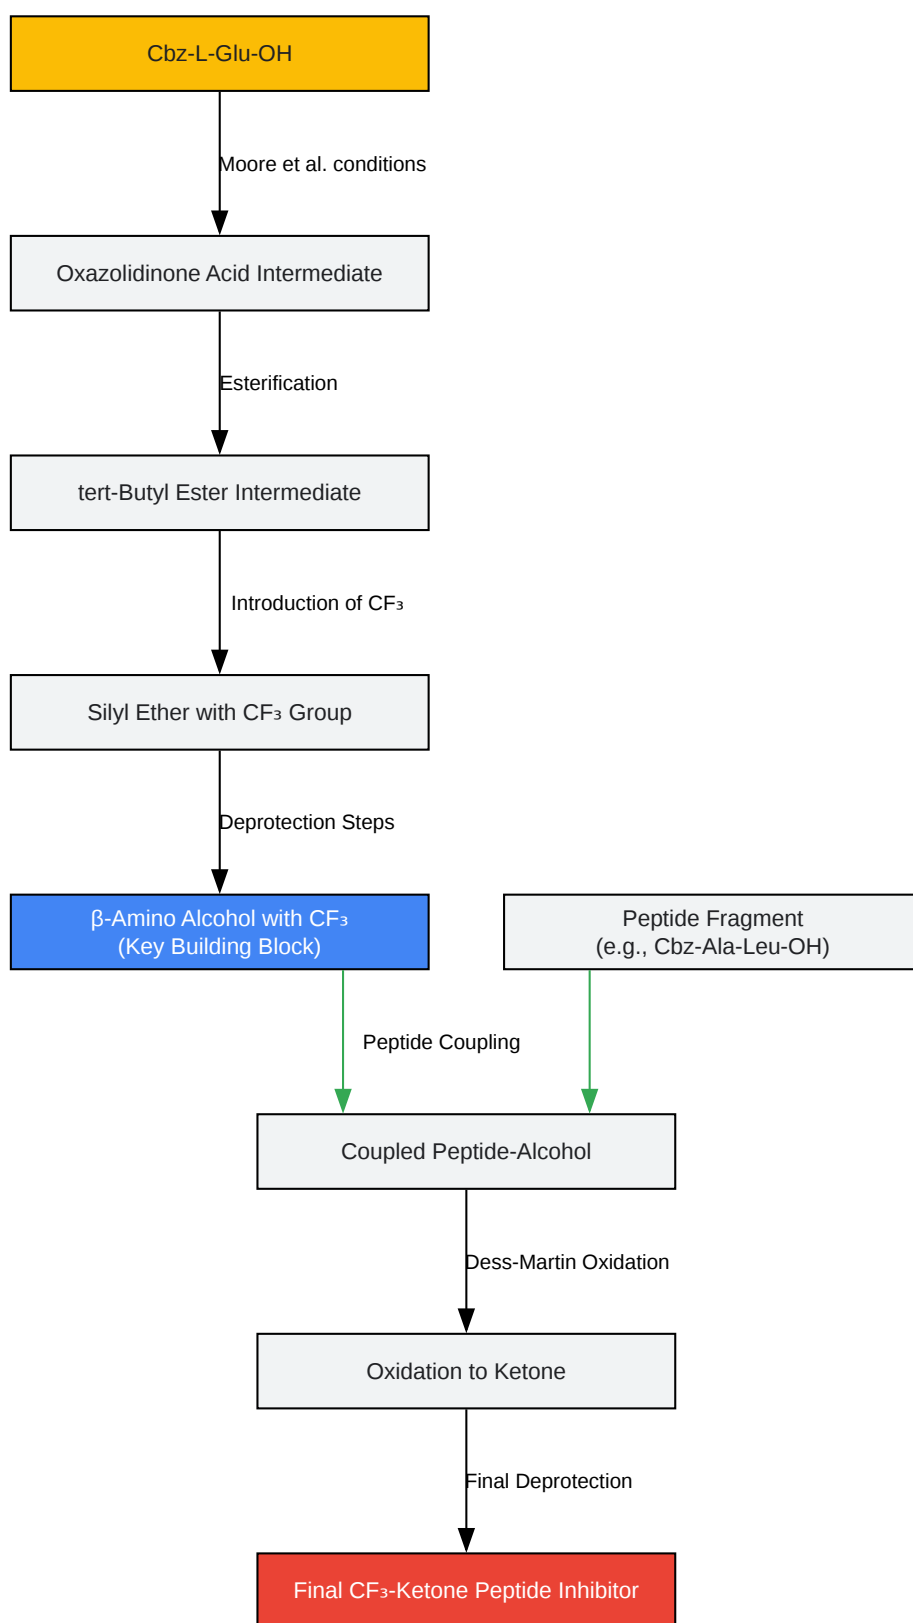 Cbz-L-Glu-OH
Moore et al. conditions
Oxazolidinone Acid Intermediate
Esterification
tert-Butyl Ester Intermediate
Introduction of CF₃
Silyl Ether with CF₃ Group
Deprotection Steps
β-Amino Alcohol with CF₃
(Key Building Block)
Peptide Fragment
(e.g., Cbz-Ala-Leu-OH)
Peptide Coupling
Coupled Peptide-Alcohol
Dess-Martin Oxidation
Oxidation to Ketone
Final Deprotection
Final CF₃-Ketone Peptide Inhibitor